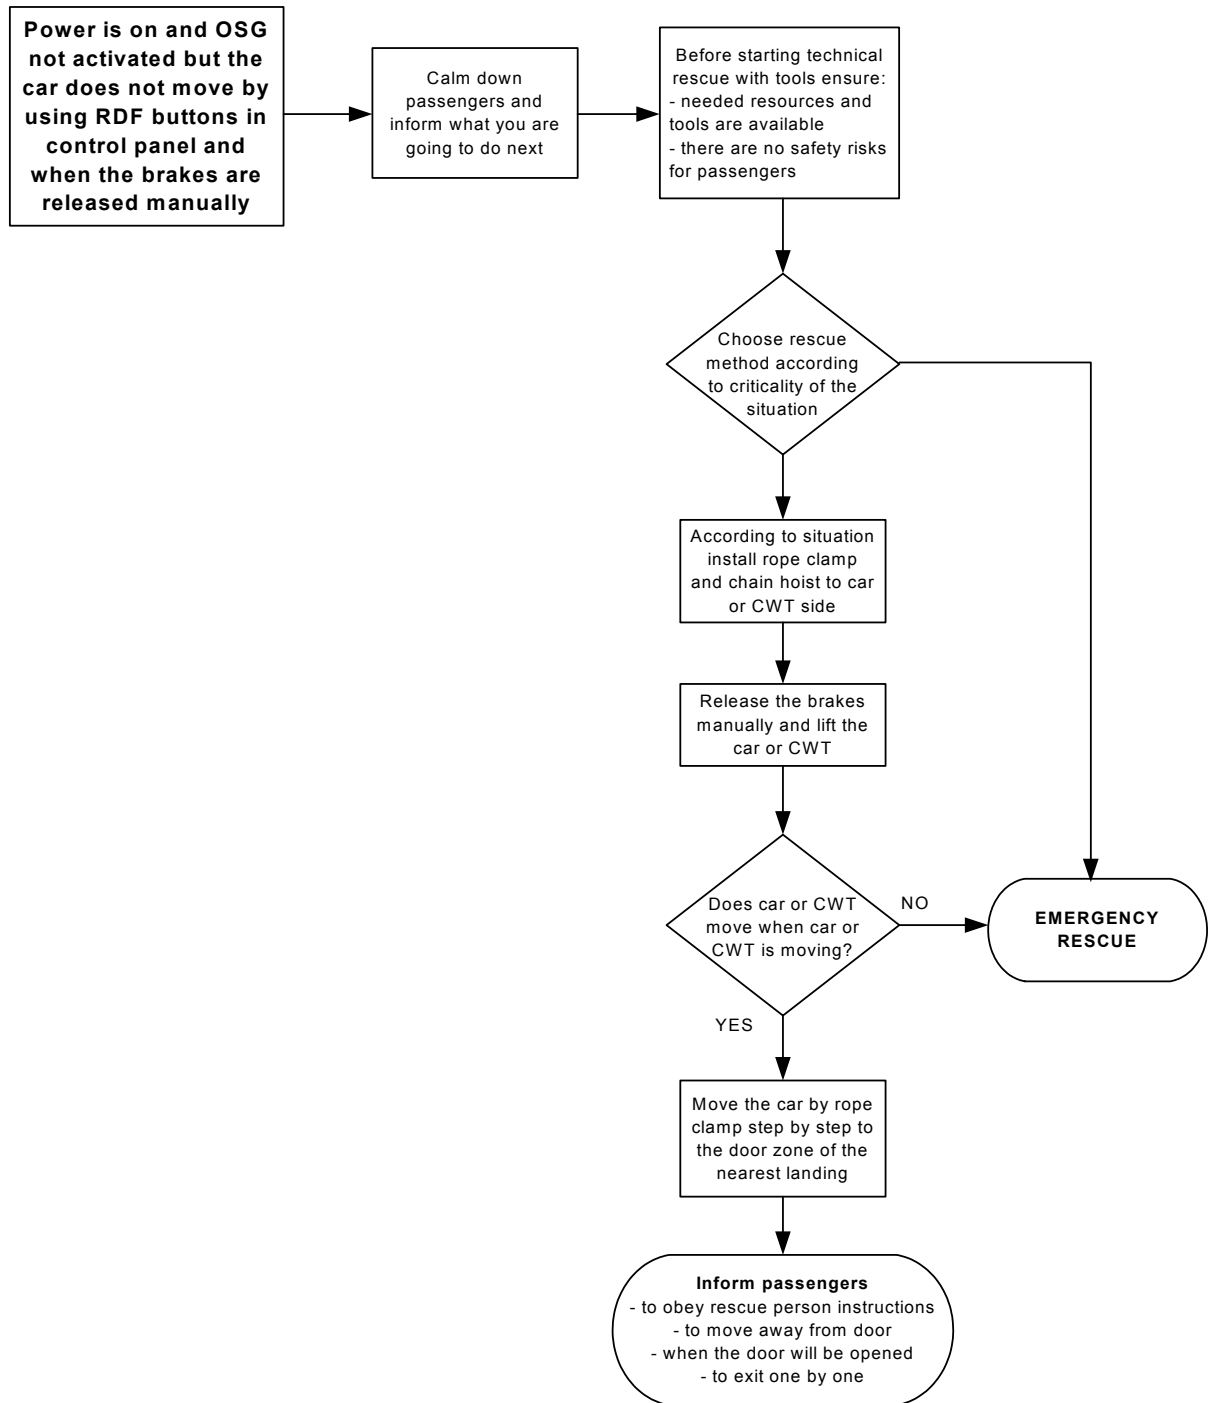 Power is on and OSG
not activated but the
car does not move by
using RDF buttons in
control panel and
when the brakes are
released manually
Calm down
passengers and
inform what you are
going to do next
Before starting technical
rescue with tools ensure:
- needed resources and
tools are available
- there are no safety risks
for passengers
Choose rescue
method according
to criticality of the
situation
According to situation
install rope clamp
and chain hoist to car
or CWT side
Release the brakes
manually and lift the
car or CWT
Does car or CWT
move when car or
CWT is moving?
NO
EMERGENCY
RESCUE
YES
Move the car by rope
clamp step by step to
the door zone of the
nearest landing
Inform passengers
- to obey rescue person instructions
- to move away from door
- when the door will be opened
- to exit one by one